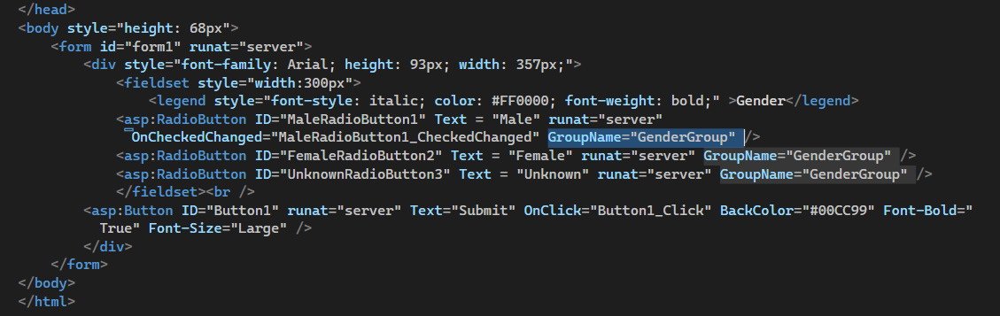 </head>
<body style="height: 68px">
<form id="form1" runat="server">
<div style="font-family: Arial; height: 93px; width: 357px;">
<fieldset style="width:300px">
<legend style="font-style: italic; color: #FF0000; font-weight: bold;" >Gender</legend>
<asp:RadioButton ID="MaleRadioButton1" Text = "Male" runat="server"
OnCheckedChanged="MaleRadioButton1_CheckedChanged" GroupName="GenderGroup" />
<asp:RadioButton ID="FemaleRadioButton2" Text = "Female" runat="server" GroupName="GenderGroup" />
<asp:RadioButton ID="UnknownRadioButton3" Text = "Unknown" runat="server" GroupName="GenderGroup" />
</fieldset><br />
<asp:Button ID="Button1" runat="server" Text="Submit" OnClick="Button1_Click" BackColor="#00CC99" Font-Bold="
True" Font-Size="Large" />
</div>
</form>
</body>
</html>